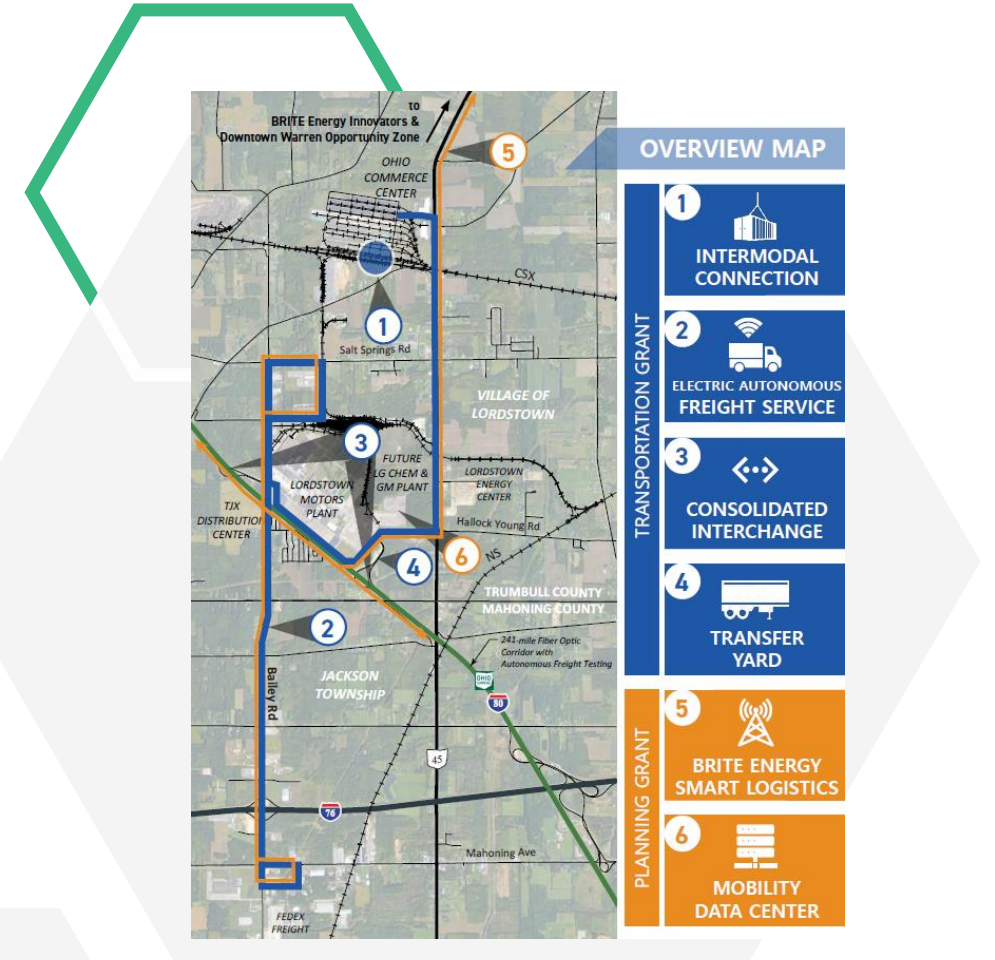 to
BRITE Energy Innovators &
Downtown Warren Opportunity Zone
5
OHIO
COMMERCE
CENTER
CSX
1
Salt Springs Rd
VILLAGE OF
LORDSTOWN
3
FUTURE
LG CHEM &
GM PLANT
LORDSTOWN
MOTORS
PLANT
LORDSTOWN
ENERGY
CENTER
TJX
DISTRIBUTION
CENTER
Hallock Young Rd
6
4
NS
TRUMBULL COUNTY
MAHONING COUNTY
2
241-mile Fiber Optic
Corridor with
Autonomous Freight Testing
Bailey Rd
JACKSON
TOWNSHIP
OHIO
80
45
76
Mahoning Ave
FEDEX
FREIGHT
OVERVIEW MAP
TRANSPORTATION GRANT
1
INTERMODAL
CONNECTION
2
ELECTRIC AUTONOMOUS
FREIGHT SERVICE
3
CONSOLIDATED
INTERCHANGE
4
TRANSFER
YARD
PLANNING GRANT
5
BRITE ENERGY
SMART LOGISTICS
6
MOBILITY
DATA CENTER